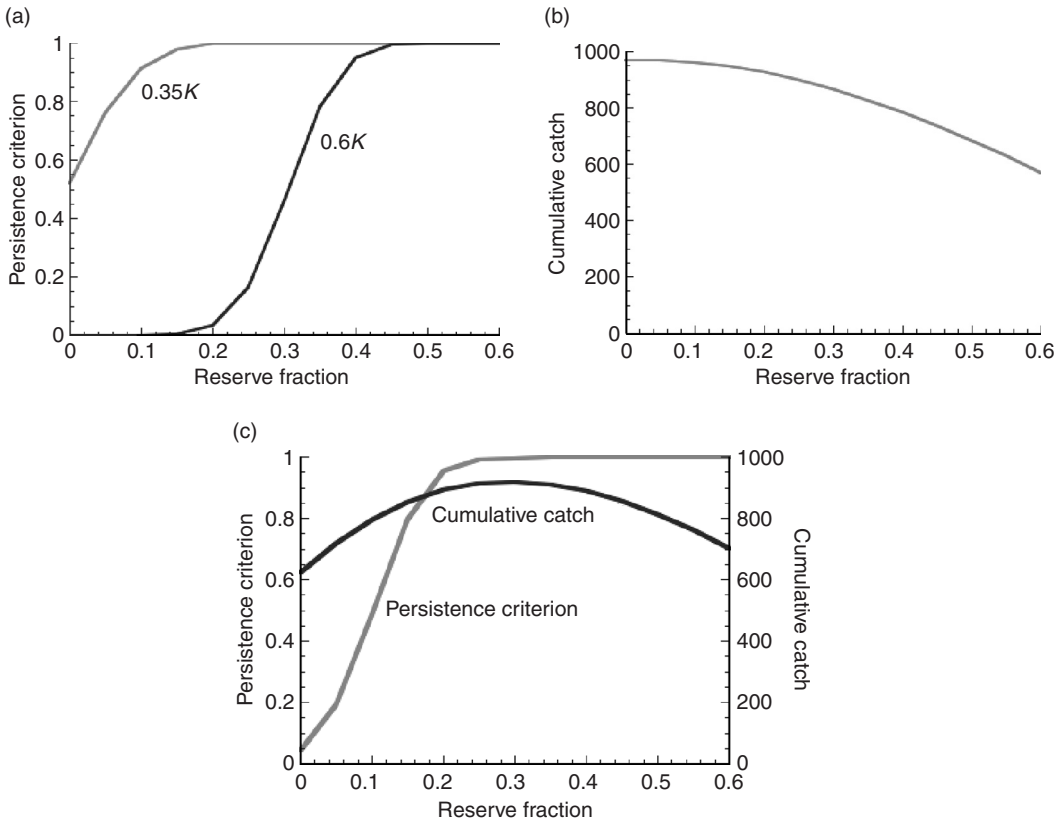 (a)
Persistence criterion
1
0.8
0.6
0.4
0.2
0
0.35K
0.6K
0 0.1 0.2 0.3 0.4 0.5 0.6
Reserve fraction
(b)
Cumulative catch
1000
800
600
400
200
0
0 0.1 0.2 0.3 0.4 0.5 0.6
Reserve fraction
(c)
Persistence criterion
1
0.8
0.6
0.4
0.2
0
Cumulative catch
Persistence criterion
1000
800
600
400
200
0
Cumulative catch
0 0.1 0.2 0.3 0.4 0.5 0.6
Reserve fraction